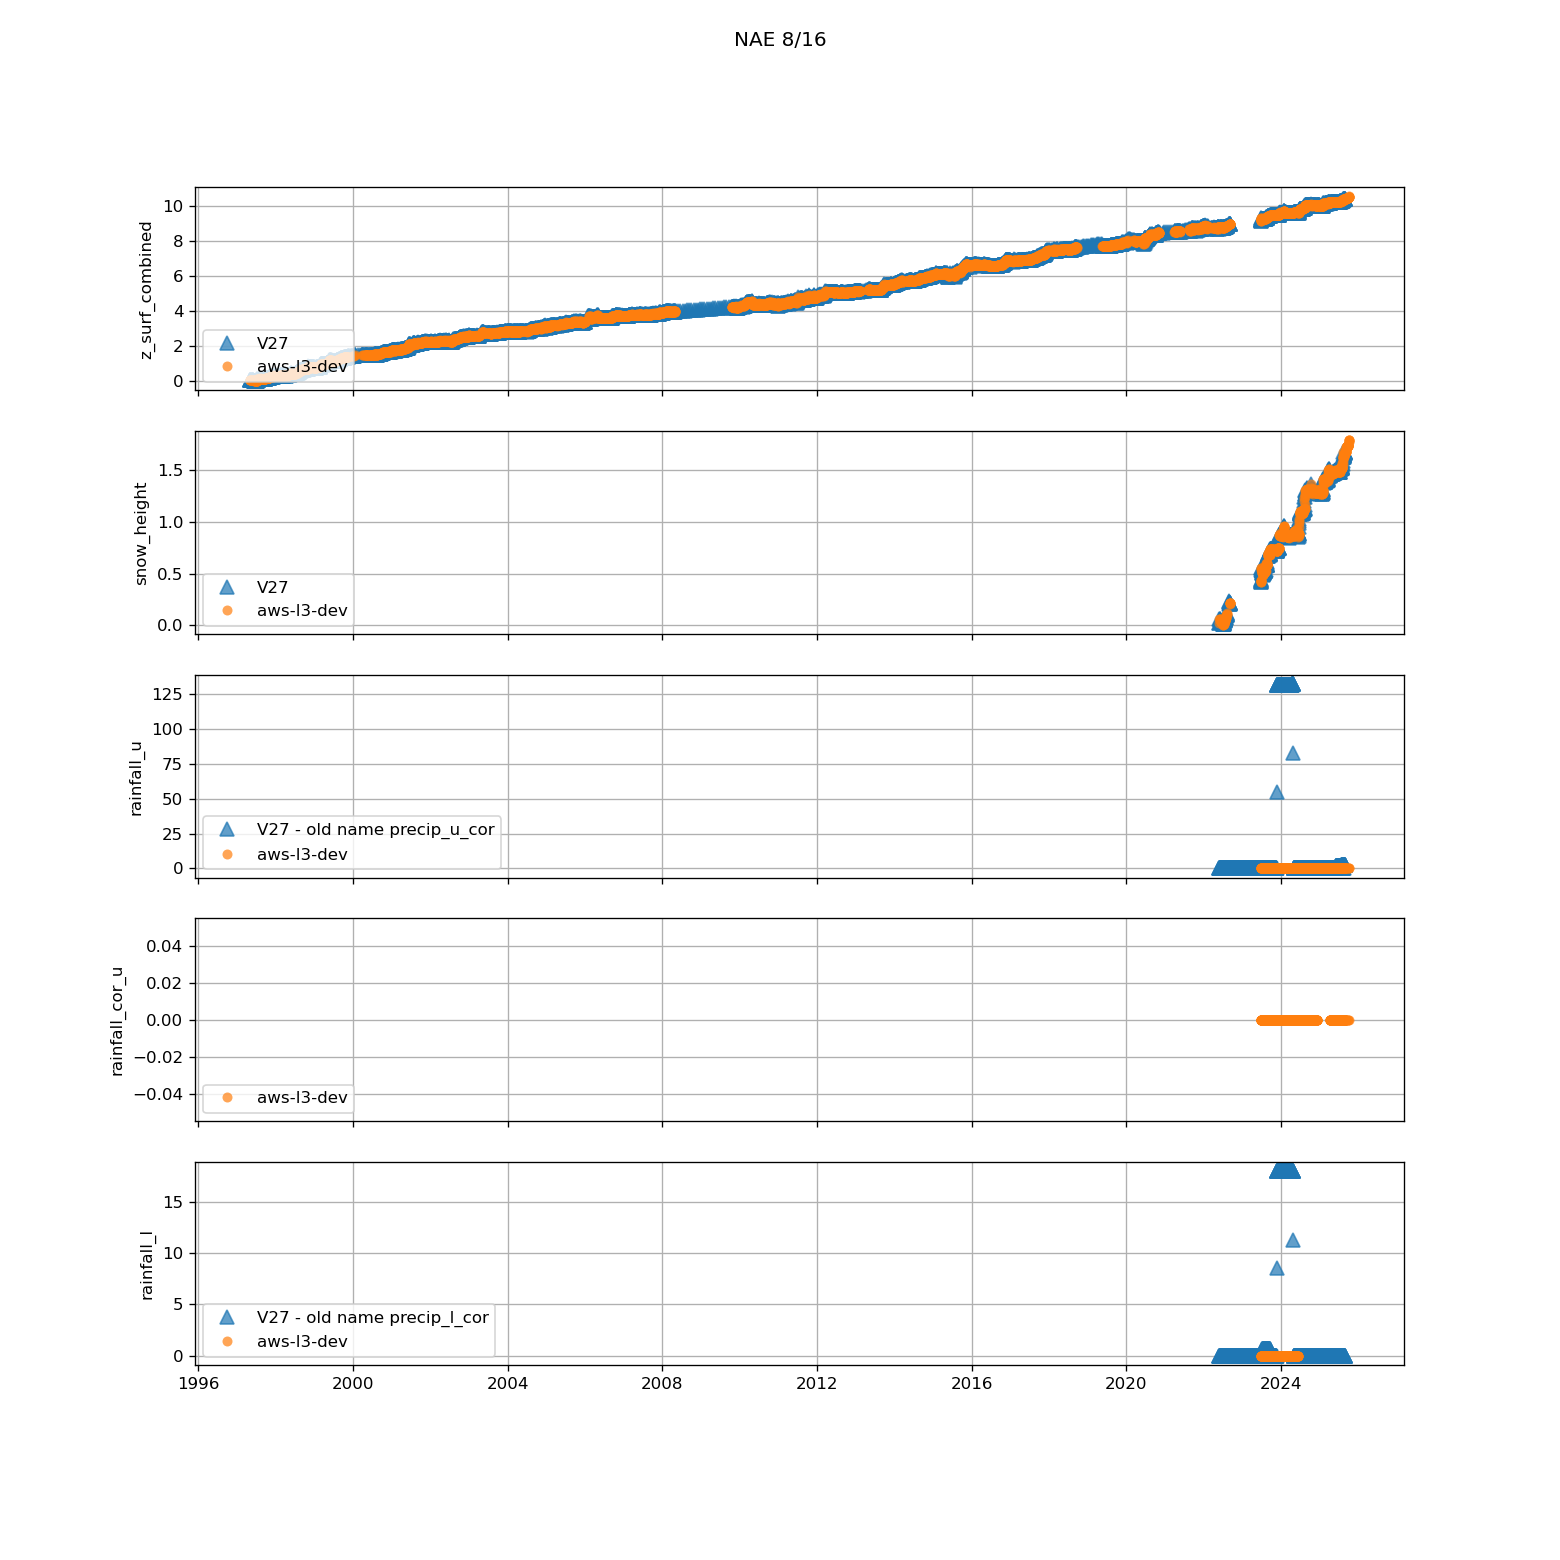 NAE 8/16
10
8
6
4
2
0
z_surf_combined
V27
aws-l3-dev
1.5
1.0
0.5
0.0
snow_height
V27
aws-l3-dev
125
100
75
50
25
0
rainfall_u
V27 - old name precip_u_cor
aws-l3-dev
0.04
0.02
0.00
−0.02
−0.04
rainfall_cor_u
aws-l3-dev
15
10
5
0
rainfall_l
V27 - old name precip_l_cor
aws-l3-dev
1996 2000 2004 2008 2012 2016 2020 2024